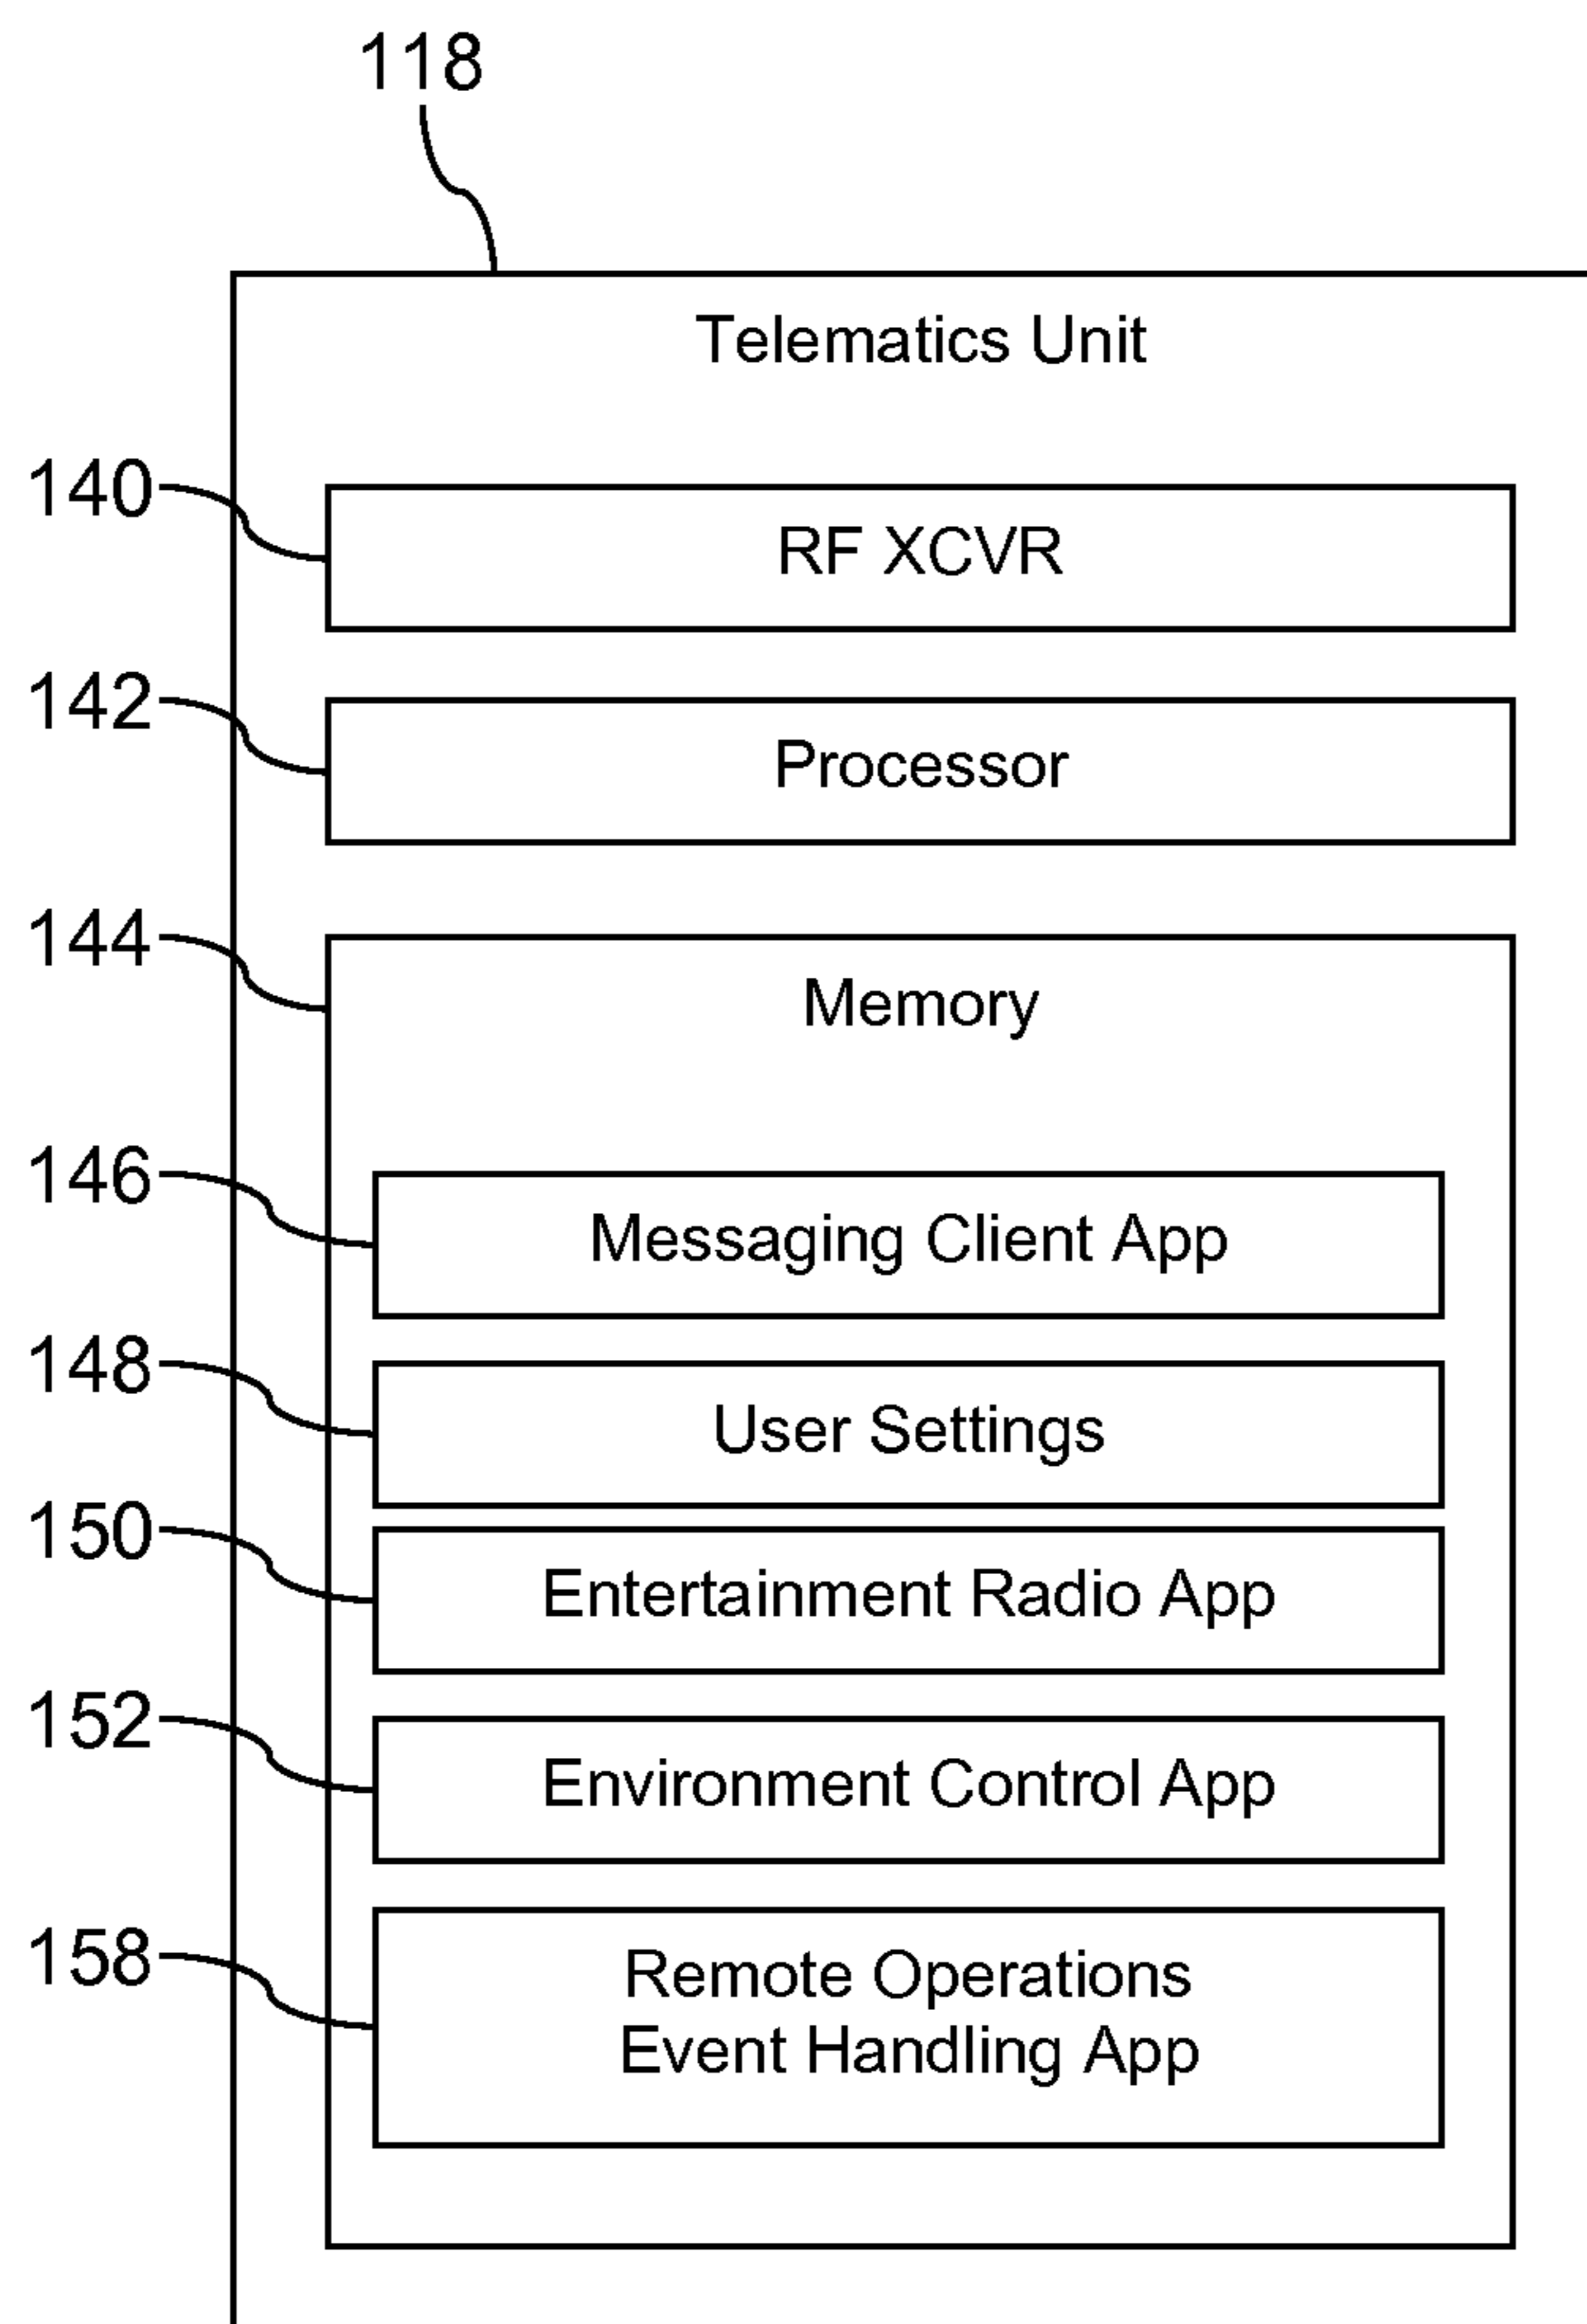 118
Telematics Unit
140
RF XCVR
142
Processor
144
Memory
146
Messaging Client App
148
User Settings
150
Entertainment Radio App
152
Environment Control App
158
Remote Operations
Event Handling App